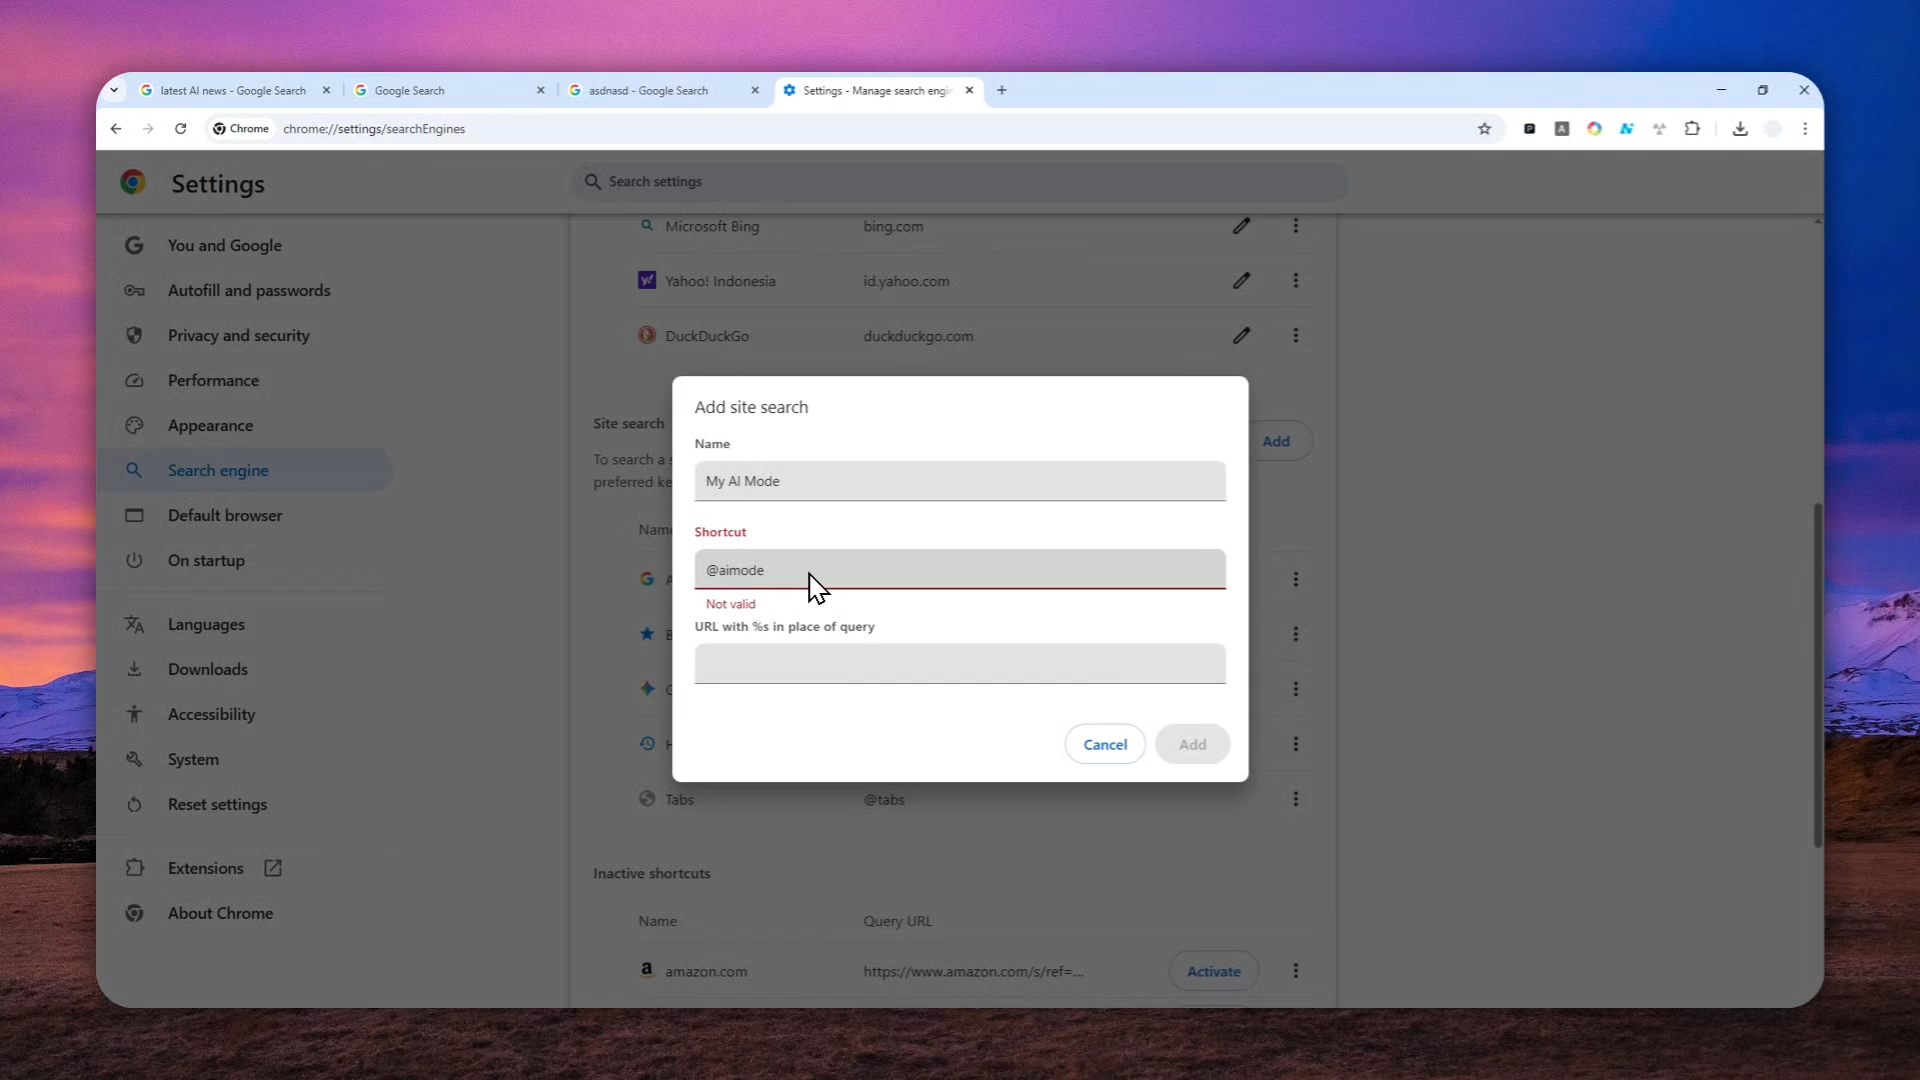 latest AI news - Google Search
Google Search
asdnasd - Google Search
Settings - Manage search engin
Chrome
chrome://settings/searchEngines
Settings
Search settings
You and Google
Autofill and passwords
Privacy and security
Performance
Appearance
Search engine
Default browser
On startup
Languages
Downloads
Accessibility
System
Reset settings
Extensions
About Chrome
Microsoft Bing
bing.com
Yahoo! Indonesia
id.yahoo.com
DuckDuckGo
duckduckgo.com
Site search
Add
To search a s
preferred ke
Name
Add site search
Name
My AI Mode
Shortcut
@aimode
Not valid
URL with %s in place of query
Cancel
Add
Tabs
@tabs
Inactive shortcuts
Name
Query URL
amazon.com
https://www.amazon.com/s/ref=...
Activate